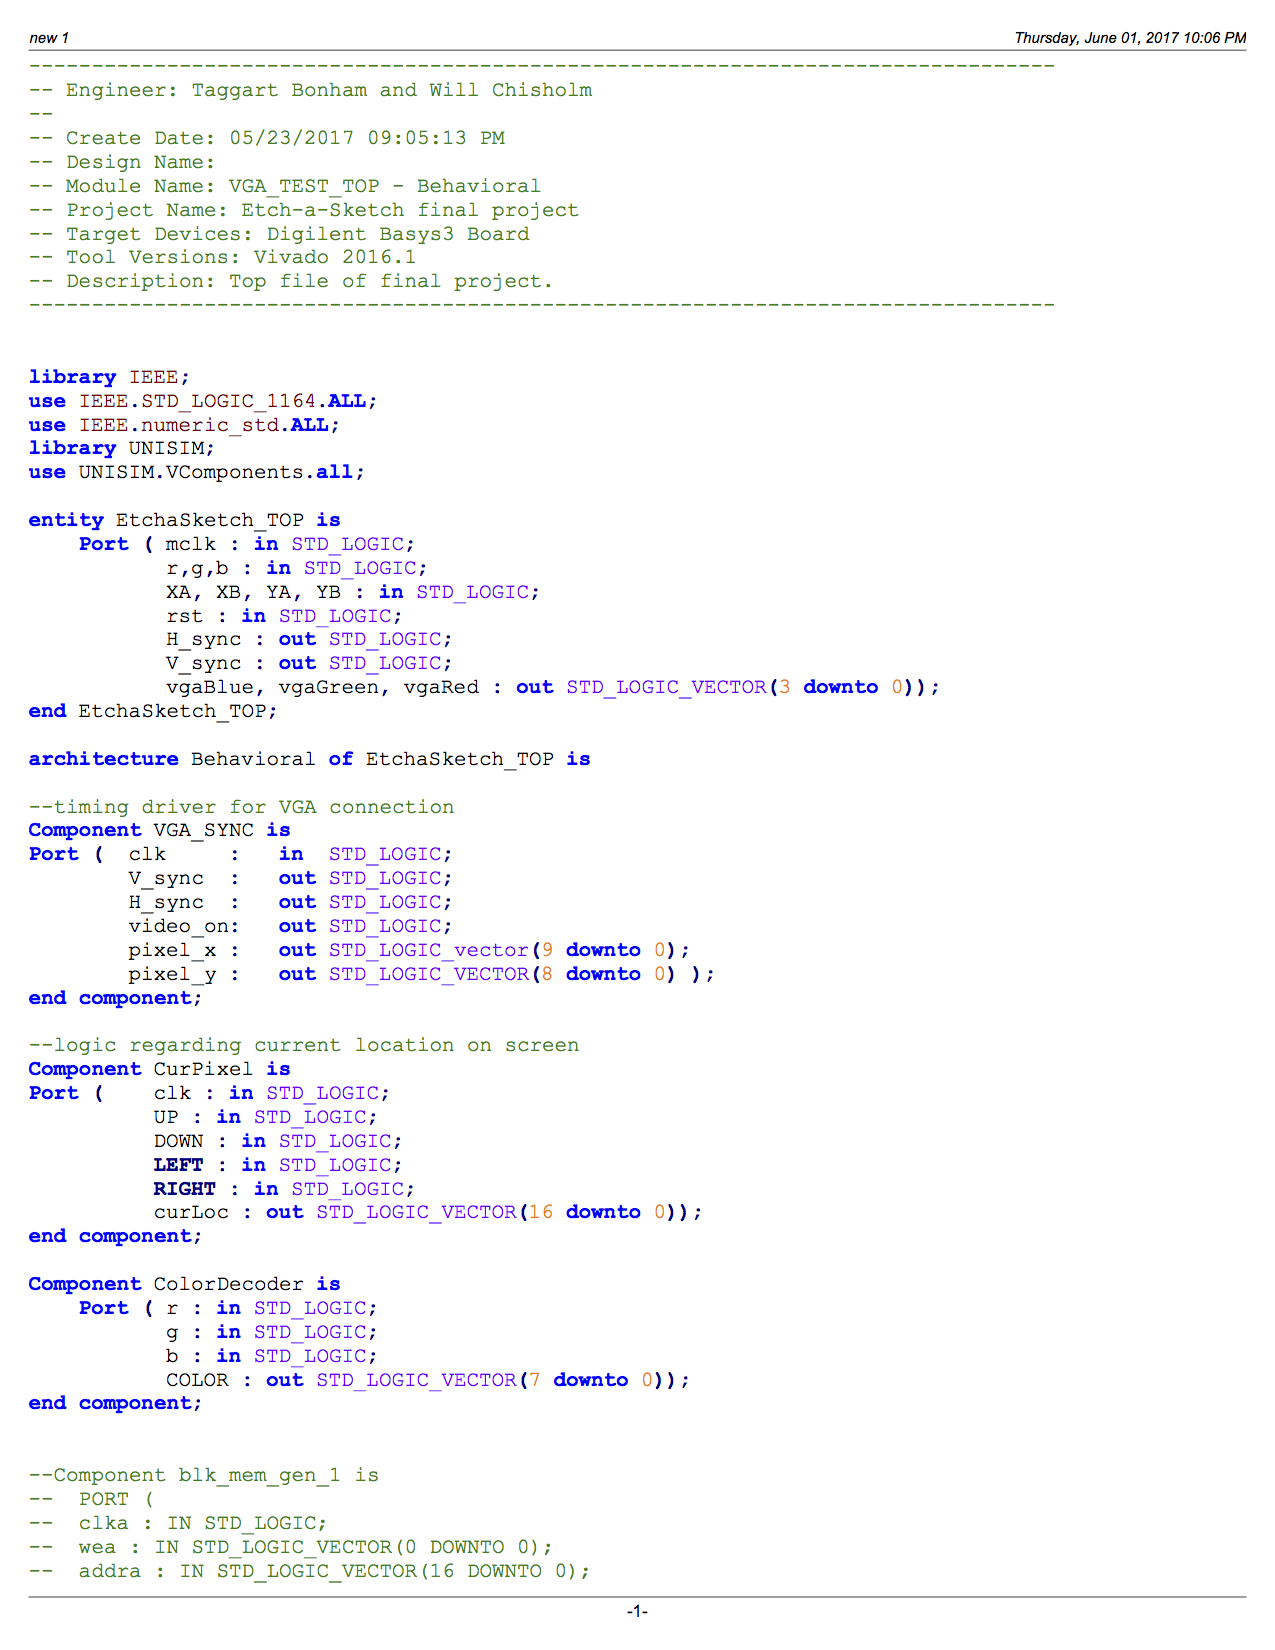 new 1 Thursday, June 01, 2017 10:06 PM
----------------------------------------------------------------------------------
-- Engineer: Taggart Bonham and Will Chisholm
--
-- Create Date: 05/23/2017 09:05:13 PM
-- Design Name:
-- Module Name: VGA_TEST_TOP - Behavioral
-- Project Name: Etch-a-Sketch final project
-- Target Devices: Digilent Basys3 Board
-- Tool Versions: Vivado 2016.1
-- Description: Top file of final project.
----------------------------------------------------------------------------------
library IEEE;
use IEEE.STD_LOGIC_1164.ALL;
use IEEE.numeric_std.ALL;
library UNISIM;
use UNISIM.VComponents.all;
entity EtchaSketch_TOP is
    Port ( mclk : in STD_LOGIC;
           r,g,b : in STD_LOGIC;
           XA, XB, YA, YB : in STD_LOGIC;
           rst : in STD_LOGIC;
           H_sync : out STD_LOGIC;
           V_sync : out STD_LOGIC;
           vgaBlue, vgaGreen, vgaRed : out STD_LOGIC_VECTOR(3 downto 0));
end EtchaSketch_TOP;
architecture Behavioral of EtchaSketch_TOP is
--timing driver for VGA connection
Component VGA_SYNC is
Port (  clk     :   in  STD_LOGIC;
        V_sync  :   out STD_LOGIC;
        H_sync  :   out STD_LOGIC;
        video_on:   out STD_LOGIC;
        pixel_x :   out STD_LOGIC_vector(9 downto 0);
        pixel_y :   out STD_LOGIC_VECTOR(8 downto 0) );
end component;
--logic regarding current location on screen
Component CurPixel is
Port (    clk : in STD_LOGIC;
          UP : in STD_LOGIC;
          DOWN : in STD_LOGIC;
          LEFT : in STD_LOGIC;
          RIGHT : in STD_LOGIC;
          curLoc : out STD_LOGIC_VECTOR(16 downto 0));
end component;
Component ColorDecoder is
    Port ( r : in STD_LOGIC;
           g : in STD_LOGIC;
           b : in STD_LOGIC;
           COLOR : out STD_LOGIC_VECTOR(7 downto 0));
end component;
--Component blk_mem_gen_1 is
--  PORT (
--  clka : IN STD_LOGIC;
--  wea : IN STD_LOGIC_VECTOR(0 DOWNTO 0);
--  addra : IN STD_LOGIC_VECTOR(16 DOWNTO 0);
-1-